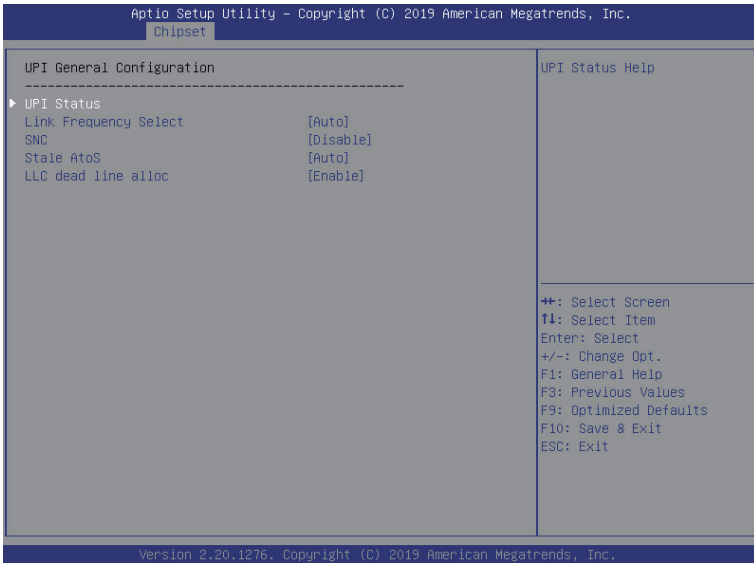 Aptio Setup Utility – Copyright (C) 2019 American Megatrends, Inc.
Chipset
UPI General Configuration
------------------------------------------------
UPI Status
Link Frequency Select [Auto]
SNC [Disable]
Stale AtoS [Auto]
LLC dead line alloc [Enable]
UPI Status Help
→←: Select Screen
↑↓: Select Item
Enter: Select
+/-: Change Opt.
F1: General Help
F3: Previous Values
F9: Optimized Defaults
F10: Save & Exit
ESC: Exit
Version 2.20.1276. Copyright (C) 2019 American Megatrends, Inc.